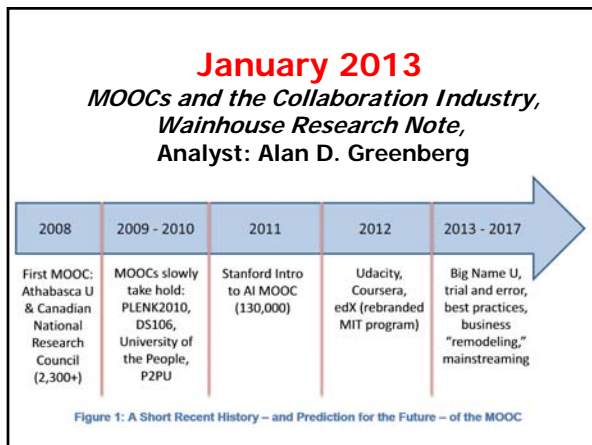 January 2013
MOOCs and the Collaboration Industry,
Wainhouse Research Note,
Analyst: Alan D. Greenberg
2008
2009 - 2010
2011
2012
2013 - 2017
First MOOC:
Athabasca U
& Canadian
National
Research
Council
(2,300+)
MOOCs slowly
take hold:
PLENK2010,
DS106,
University of
the People,
P2PU
Stanford Intro
to AI MOOC
(130,000)
Udacity,
Coursera,
edX (rebranded
MIT program)
Big Name U,
trial and error,
best practices,
business
"remodeling,"
mainstreaming
Figure 1: A Short Recent History – and Prediction for the Future – of the MOOC